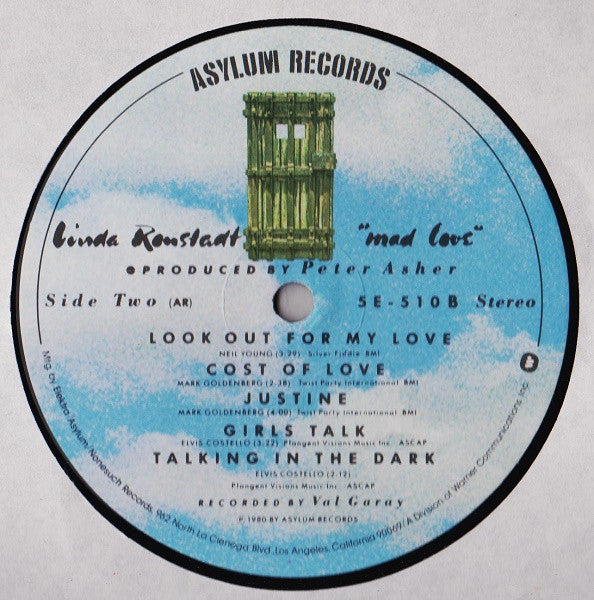 ASYLUM RECORDS
Linda Ronstadt "mad love"
PRODUCED BY Peter Asher
Side Two (AR) 5E-510B Stereo
LOOK OUT FOR MY LOVE
NEIL YOUNG (3:29) Silver Fiddle BMI
COST OF LOVE
MARK GOLDENBERG (2:38) Twist Party International BMI
JUSTINE
MARK GOLDENBERG (4:00) Twist Party International BMI
GIRLS TALK
ELVIS COSTELLO (3:22) Plangent Visions Music Inc ASCAP
TALKING IN THE DARK
ELVIS COSTELLO (2:12)
Plangent Visions Music Inc ASCAP
RECORDED BY Val Garay
℗ 1980 BY ASYLUM RECORDS
Mfg. by Elektra/Asylum/Nonesuch Records, 962 North La Cienega Blvd., Los Angeles, California 90069/A Division of Warner Communications, Inc.